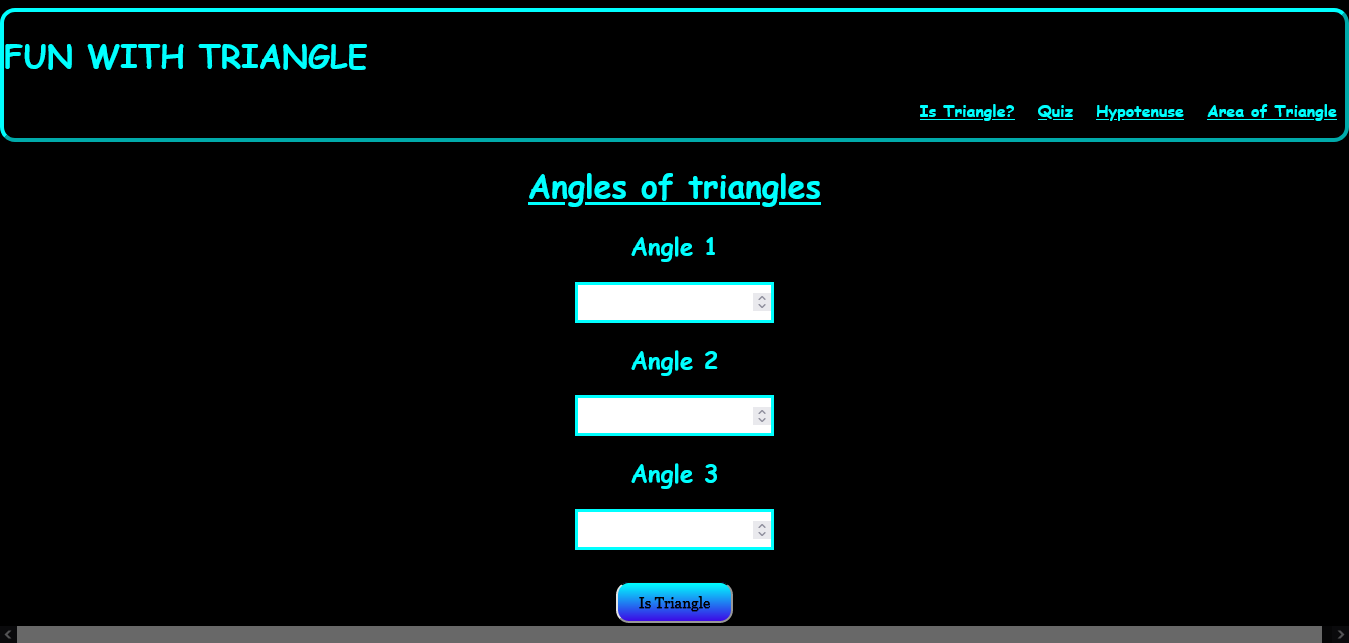 FUN WITH TRIANGLE
Is Triangle? Quiz Hypotenuse Area of Triangle
Angles of triangles
Angle 1
Angle 2
Angle 3
Is Triangle